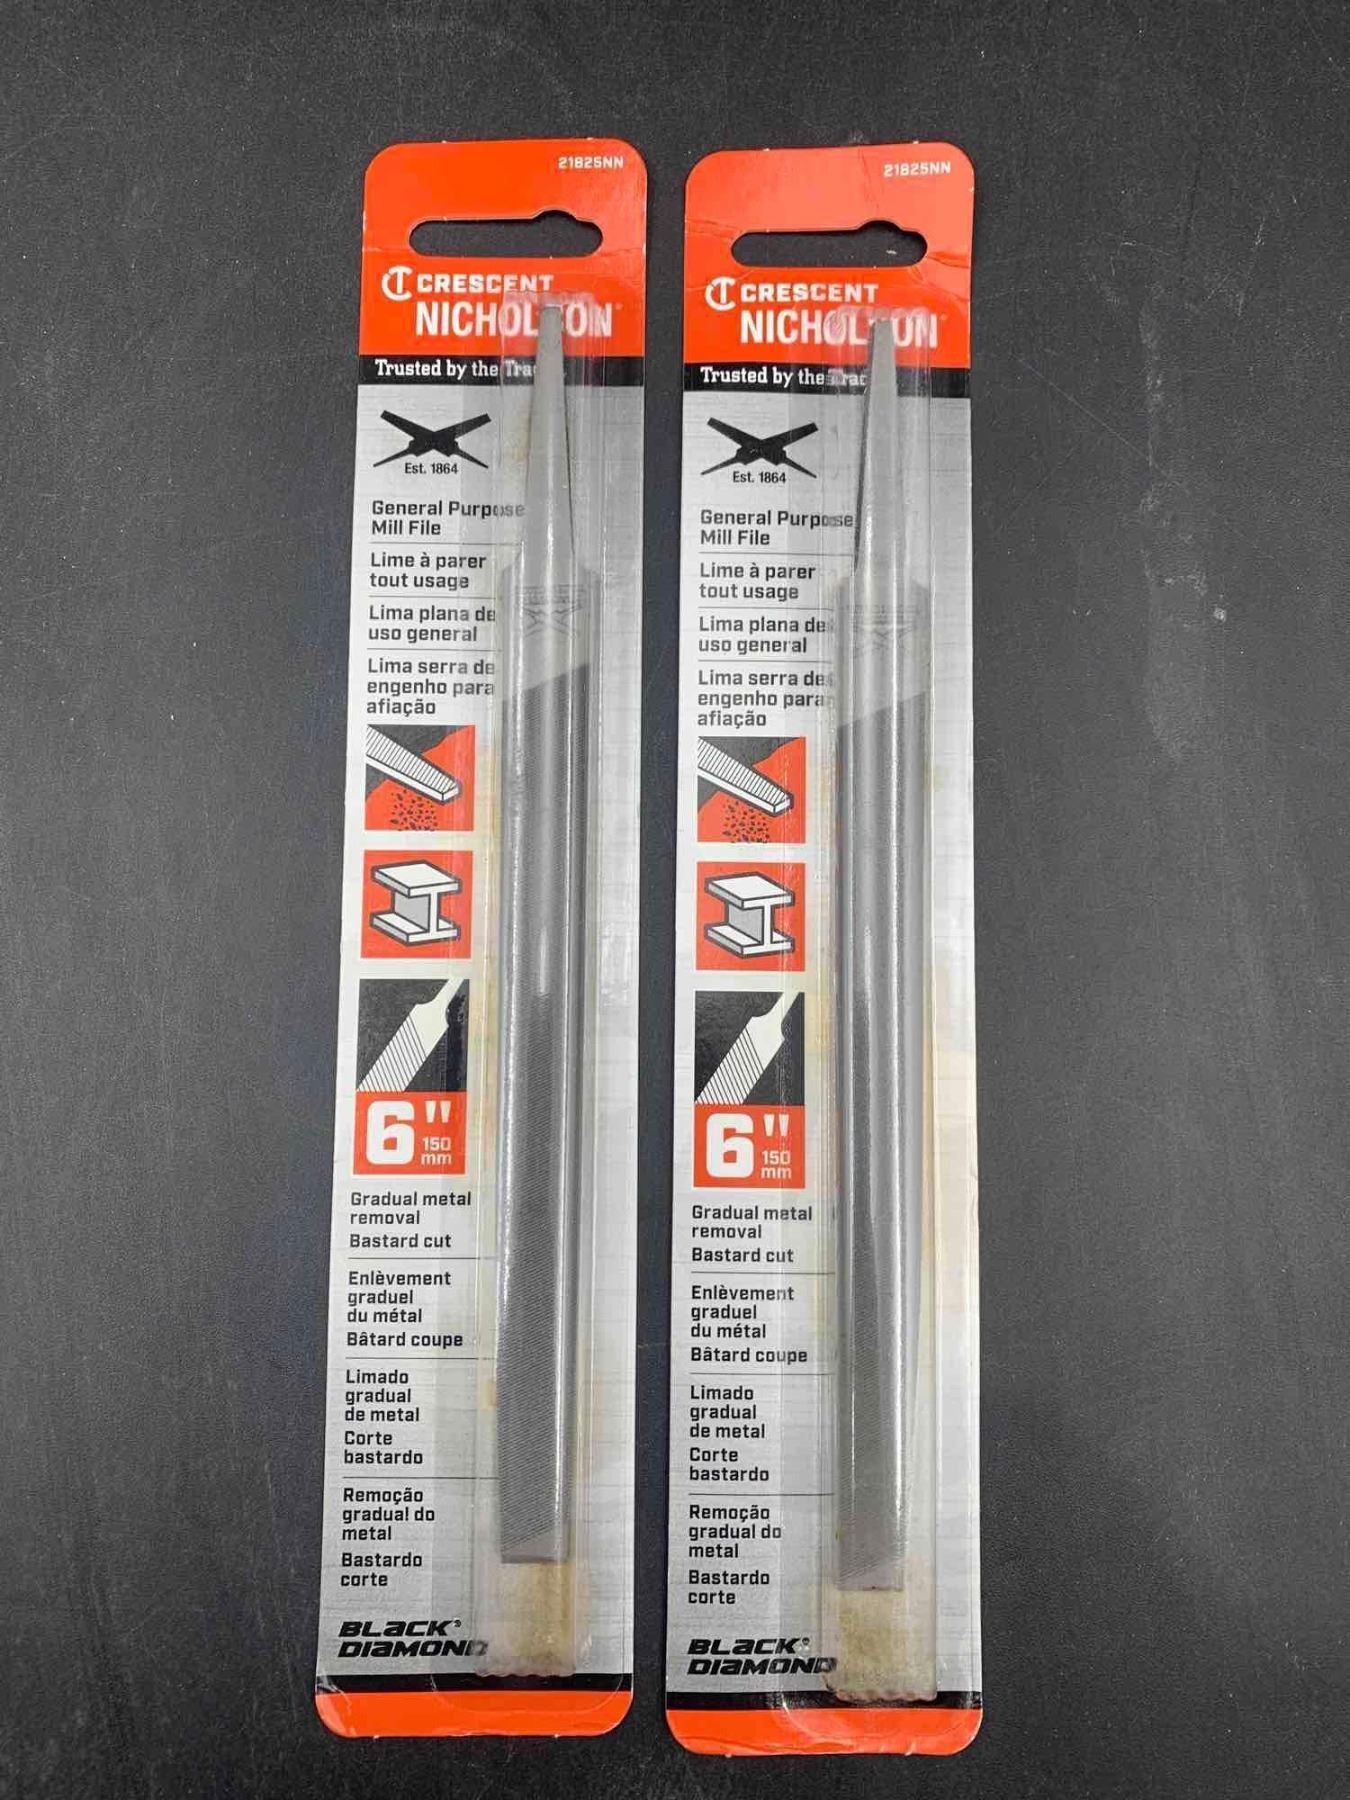 21825NN
CRESCENT
NICHOLSON
Trusted by the
Est. 1864
General Purpose
Mill File
Lime à parer
tout usage
Lima plana de
uso general
Lima serra de
engenho para
afiação
6"
150
mm
Gradual metal
removal
Bastard cut
Enlèvement
graduel
du métal
Bâtard coupe
Limado
gradual
de metal
Corte
bastardo
Remoção
gradual do
metal
Bastardo
corte
BLACK®
DIAMOND
21825NN
CRESCENT
NICHOLSON
Trusted by the
Est. 1864
General Purpose
Mill File
Lime à parer
tout usage
Lima plana de
uso general
Lima serra de
engenho para
afiação
6"
150
mm
Gradual metal
removal
Bastard cut
Enlèvement
graduel
du métal
Bâtard coupe
Limado
gradual
de metal
Corte
bastardo
Remoção
gradual do
metal
Bastardo
corte
BLACK®
DIAMOND